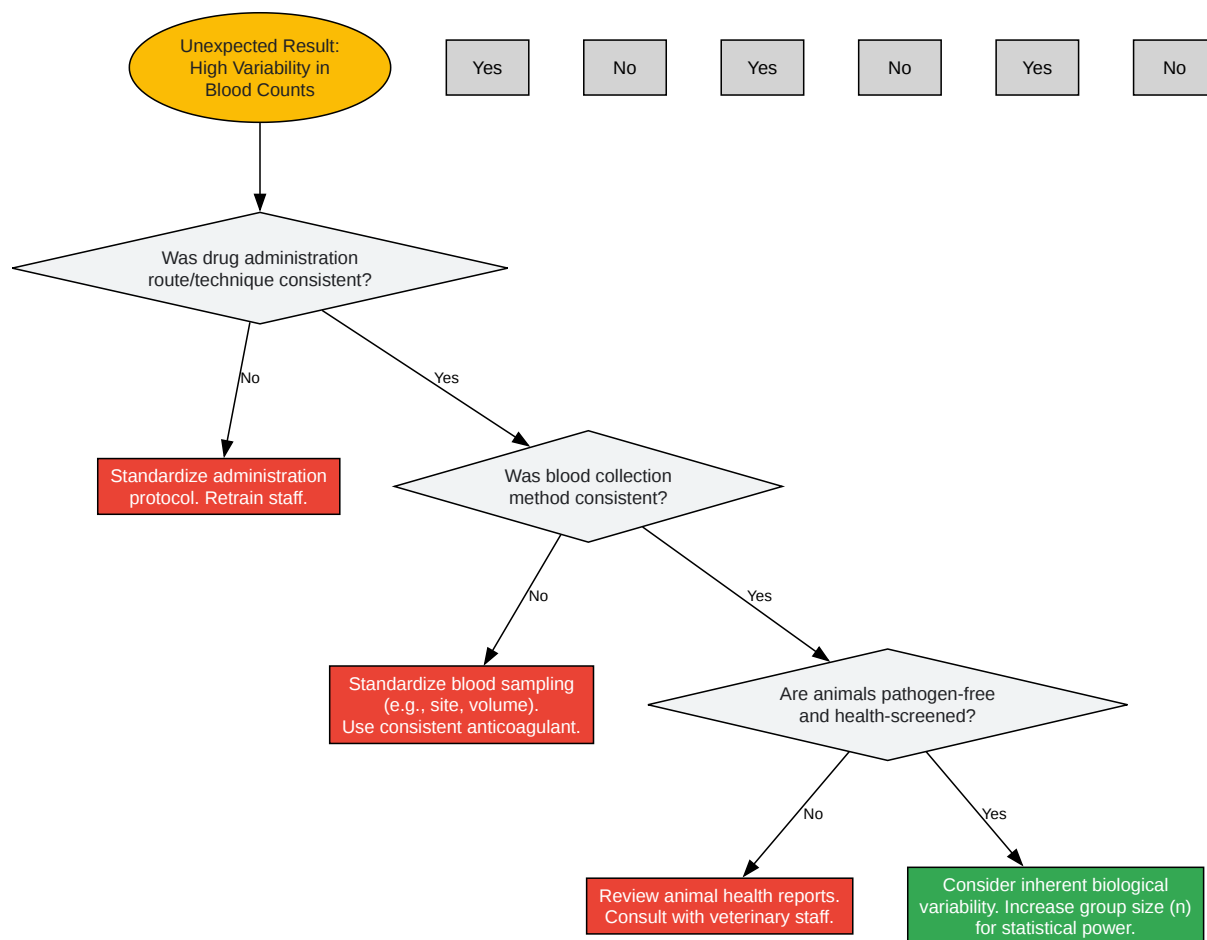 Unexpected Result:
High Variability in
Blood Counts
Yes
No
Yes
No
Yes
No
Was drug administration
route/technique consistent?
No
Yes
Standardize administration
protocol. Retrain staff.
Was blood collection
method consistent?
No
Yes
Standardize blood sampling
(e.g., site, volume).
Use consistent anticoagulant.
Are animals pathogen-free
and health-screened?
No
Yes
Review animal health reports.
Consult with veterinary staff.
Consider inherent biological
variability. Increase group size (n)
for statistical power.